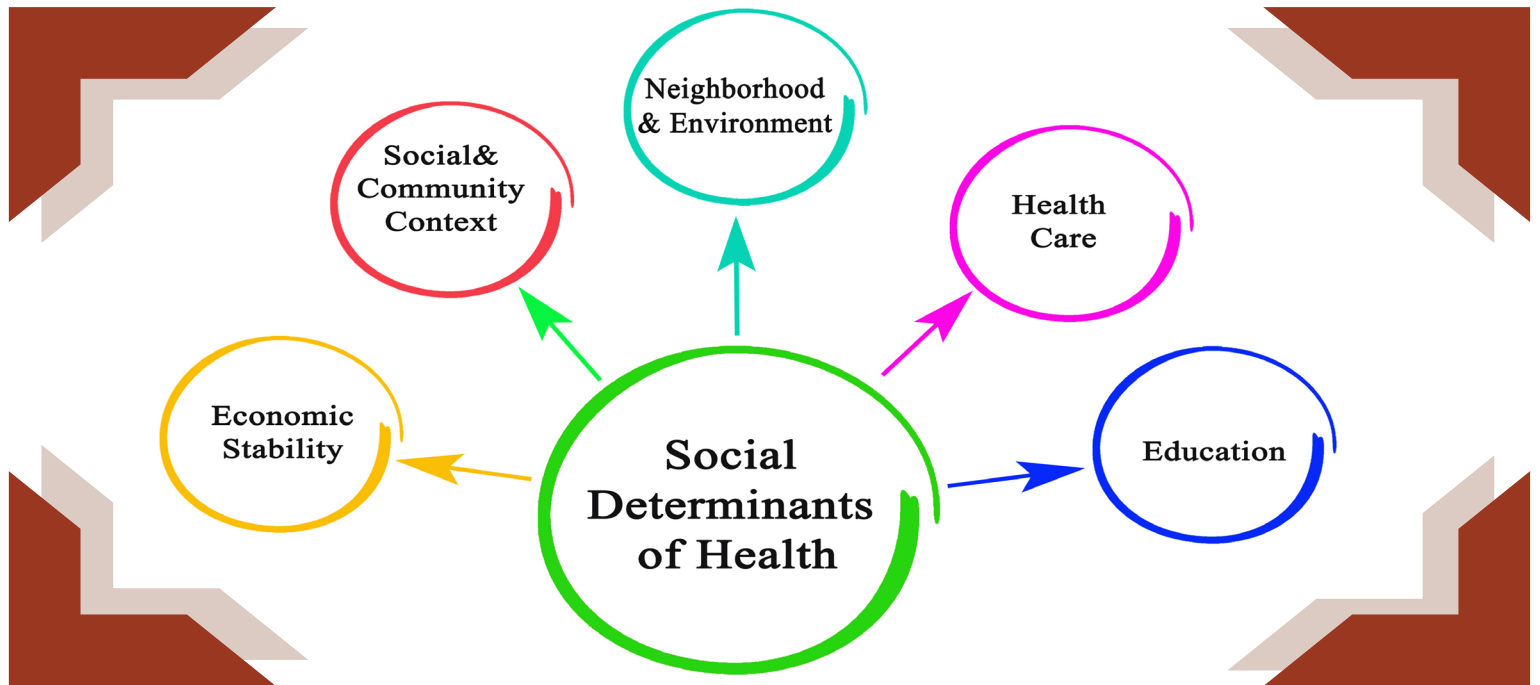 Neighborhood
& Environment
Social&
Community
Context
Health
Care
Economic
Stability
Education
Social
Determinants
of Health